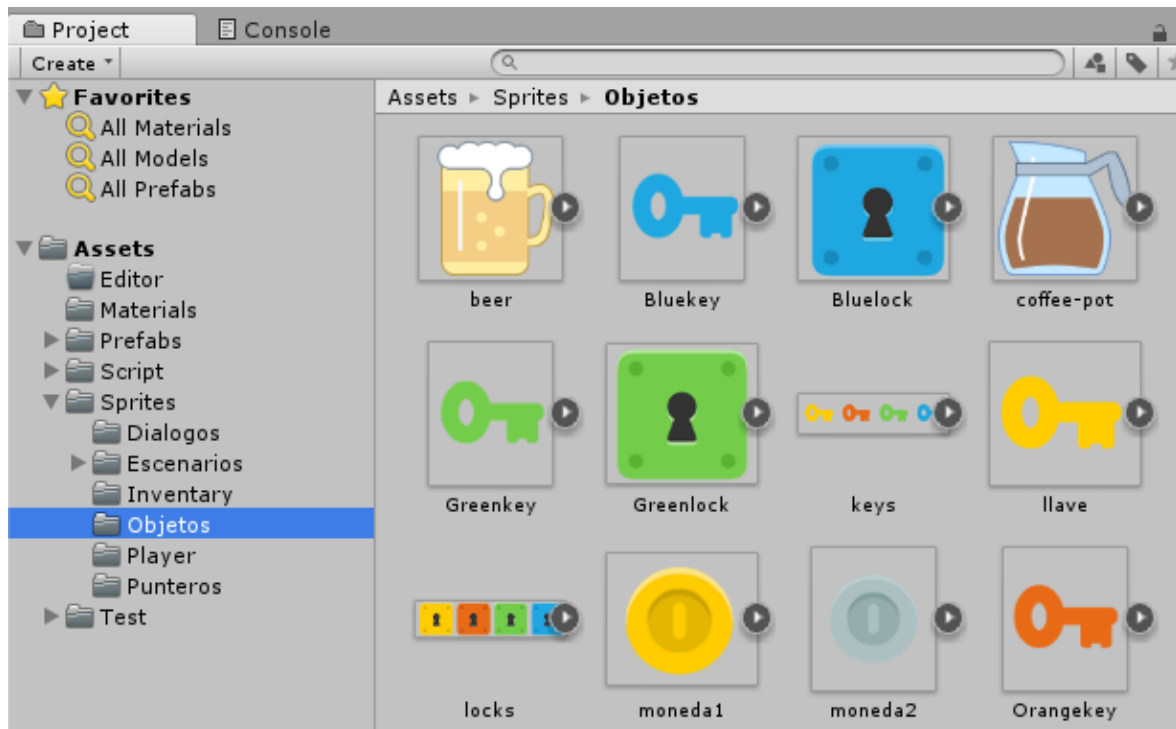 Project
Console
Create
Favorites
All Materials
All Models
All Prefabs
Assets
Editor
Materials
Prefabs
Script
Sprites
Dialogos
Escenarios
Inventary
Objetos
Player
Punteros
Test
Assets Sprites Objetos
beer Bluekey Bluelock coffee-pot
Greenkey Greenlock keys llave
locks moneda1 moneda2 Orangekey